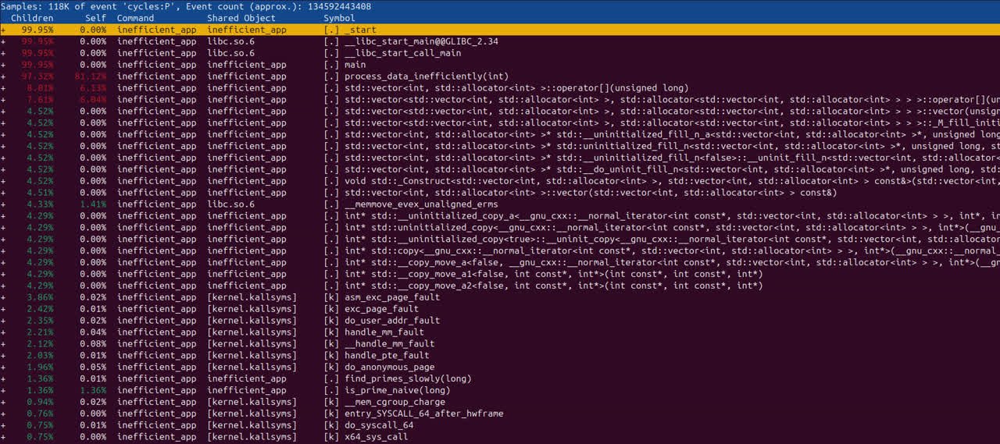 Samples: 118K of event 'cycles:P', Event count (approx.): 134592443408
Children Self Command Shared Object Symbol
+ 99.95% 0.00% inefficient_app inefficient_app [.] _start
+ 99.95% 0.00% inefficient_app libc.so.6 [.] __libc_start_main@@GLIBC_2.34
+ 99.95% 0.00% inefficient_app libc.so.6 [.] __libc_start_call_main
+ 99.95% 0.00% inefficient_app inefficient_app [.] main
+ 97.32% 81.12% inefficient_app inefficient_app [.] process_data_inefficiently(int)
+ 8.01% 6.13% inefficient_app inefficient_app [.] std::vector<int, std::allocator<int> >::operator[](unsigned long)
+ 7.61% 6.04% inefficient_app inefficient_app [.] std::vector<std::vector<int, std::allocator<int> >, std::allocator<std::vector<int, std::allocator<int> > > >::operator[](un
+ 4.52% 0.00% inefficient_app inefficient_app [.] std::vector<std::vector<int, std::allocator<int> >, std::allocator<std::vector<int, std::allocator<int> > > >::vector(unsign
+ 4.52% 0.00% inefficient_app inefficient_app [.] std::vector<std::vector<int, std::allocator<int> >, std::allocator<std::vector<int, std::allocator<int> > > >::_M_fill_initi
+ 4.52% 0.00% inefficient_app inefficient_app [.] std::vector<int, std::allocator<int> >* std::__uninitialized_fill_n_a<std::vector<int, std::allocator<int> >*, unsigned long
+ 4.52% 0.00% inefficient_app inefficient_app [.] std::vector<int, std::allocator<int> >* std::uninitialized_fill_n<std::vector<int, std::allocator<int> >*, unsigned long, st
+ 4.52% 0.00% inefficient_app inefficient_app [.] std::vector<int, std::allocator<int> >* std::__uninitialized_fill_n<false>::__uninit_fill_n<std::vector<int, std::allocator<
+ 4.52% 0.00% inefficient_app inefficient_app [.] std::vector<int, std::allocator<int> >* std::__do_uninit_fill_n<std::vector<int, std::allocator<int> >*, unsigned long, std:
+ 4.52% 0.00% inefficient_app inefficient_app [.] void std::_Construct<std::vector<int, std::allocator<int> >, std::vector<int, std::allocator<int> > const&>(std::vector<int,
+ 4.51% 0.00% inefficient_app inefficient_app [.] std::vector<int, std::allocator<int> >::vector(std::vector<int, std::allocator<int> > const&)
+ 4.33% 1.41% inefficient_app libc.so.6 [.] __memmove_evex_unaligned_erms
+ 4.29% 0.00% inefficient_app inefficient_app [.] int* std::__uninitialized_copy_a<__gnu_cxx::__normal_iterator<int const*, std::vector<int, std::allocator<int> > >, int*, in
+ 4.29% 0.00% inefficient_app inefficient_app [.] int* std::uninitialized_copy<__gnu_cxx::__normal_iterator<int const*, std::vector<int, std::allocator<int> > >, int*>(__gnu_
+ 4.29% 0.00% inefficient_app inefficient_app [.] int* std::__uninitialized_copy<true>::__uninit_copy<__gnu_cxx::__normal_iterator<int const*, std::vector<int, std::allocator
+ 4.29% 0.00% inefficient_app inefficient_app [.] int* std::copy<__gnu_cxx::__normal_iterator<int const*, std::vector<int, std::allocator<int> > >, int*>(__gnu_cxx::__normal_
+ 4.29% 0.00% inefficient_app inefficient_app [.] int* std::__copy_move_a<false, __gnu_cxx::__normal_iterator<int const*, std::vector<int, std::allocator<int> > >, int*>(__gn
+ 4.29% 0.00% inefficient_app inefficient_app [.] int* std::__copy_move_a1<false, int const*, int*>(int const*, int const*, int*)
+ 4.29% 0.00% inefficient_app inefficient_app [.] int* std::__copy_move_a2<false, int const*, int*>(int const*, int const*, int*)
+ 3.86% 0.02% inefficient_app [kernel.kallsyms] [k] asm_exc_page_fault
+ 2.42% 0.01% inefficient_app [kernel.kallsyms] [k] exc_page_fault
+ 2.35% 0.02% inefficient_app [kernel.kallsyms] [k] do_user_addr_fault
+ 2.21% 0.04% inefficient_app [kernel.kallsyms] [k] handle_mm_fault
+ 2.12% 0.08% inefficient_app [kernel.kallsyms] [k] __handle_mm_fault
+ 2.03% 0.01% inefficient_app [kernel.kallsyms] [k] handle_pte_fault
+ 1.96% 0.05% inefficient_app [kernel.kallsyms] [k] do_anonymous_page
+ 1.36% 0.01% inefficient_app inefficient_app [.] find_primes_slowly(long)
+ 1.36% 1.36% inefficient_app inefficient_app [.] is_prime_naive(long)
+ 0.94% 0.02% inefficient_app [kernel.kallsyms] [k] __mem_cgroup_charge
+ 0.76% 0.00% inefficient_app [kernel.kallsyms] [k] entry_SYSCALL_64_after_hwframe
+ 0.75% 0.01% inefficient_app [kernel.kallsyms] [k] do_syscall_64
+ 0.75% 0.00% inefficient_app [kernel.kallsyms] [k] x64_sys_call